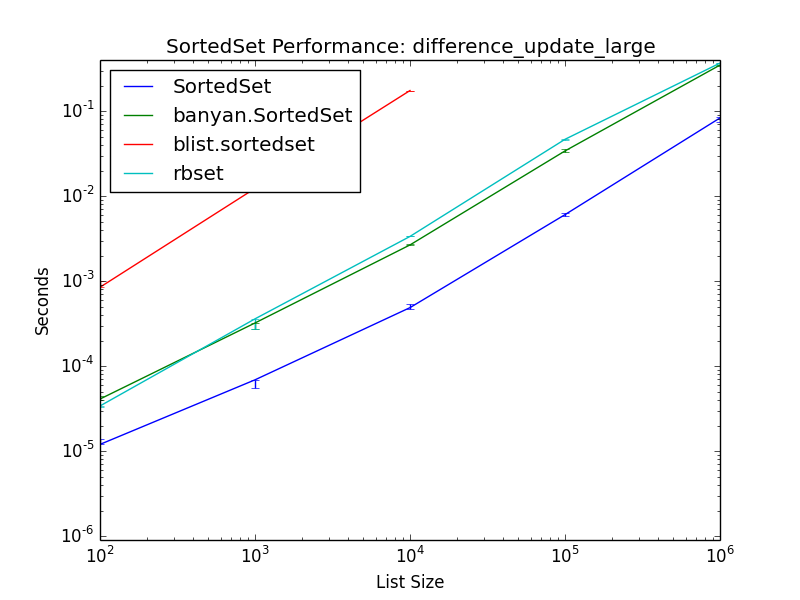 SortedSet Performance: difference_update_large
SortedSet
banyan.SortedSet
blist.sortedset
rbset
10^-1
10^-2
10^-3
10^-4
10^-5
10^-6
Seconds
10^2 10^3 10^4 10^5 10^6
List Size